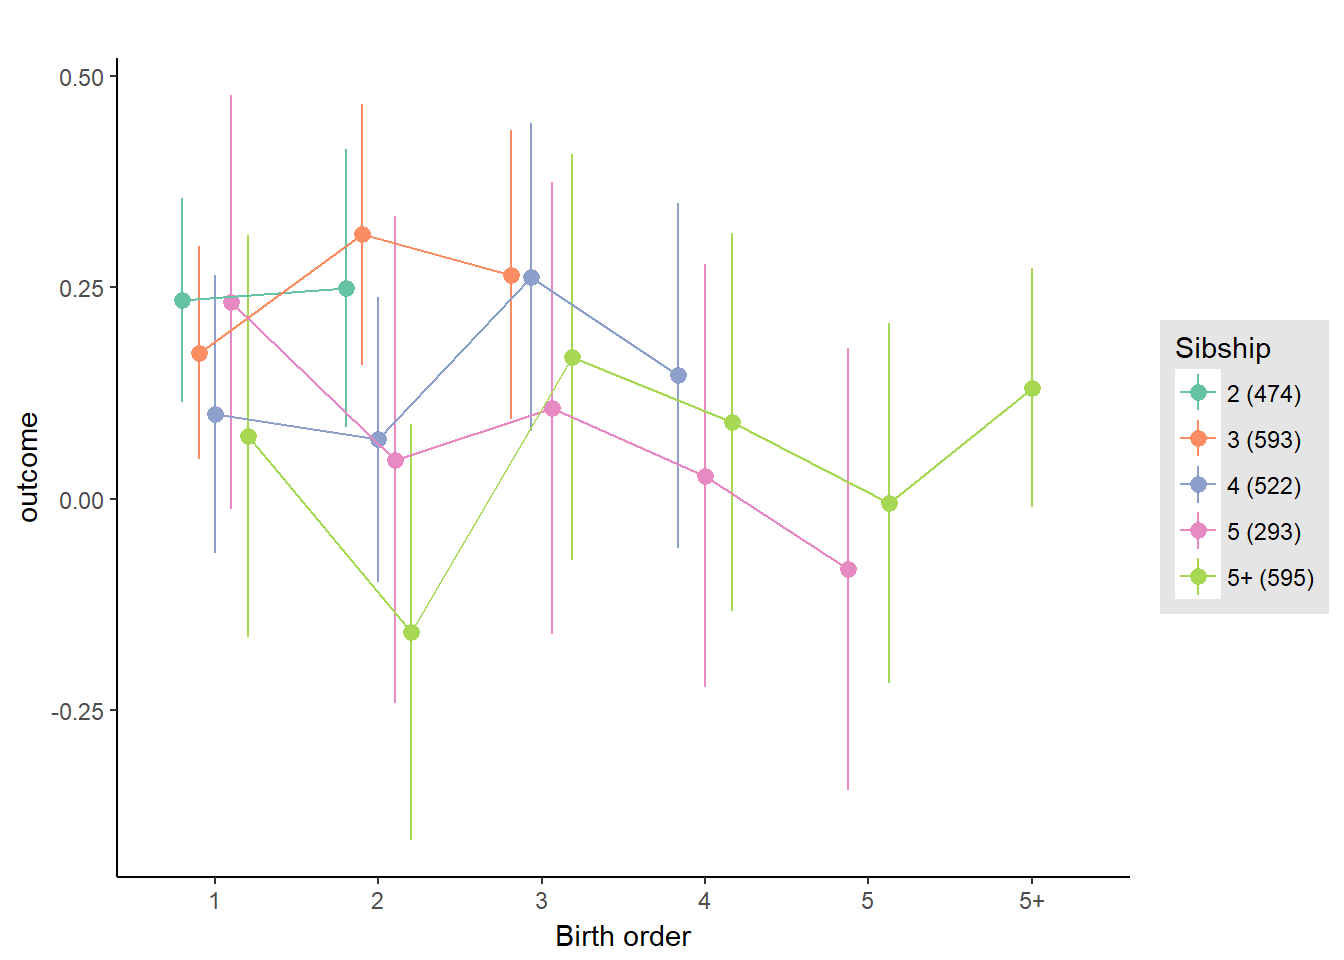 0.50
0.25
0.00
-0.25
outcome
1 2 3 4 5 5+
Birth order
Sibship
2 (474)
3 (593)
4 (522)
5 (293)
5+ (595)